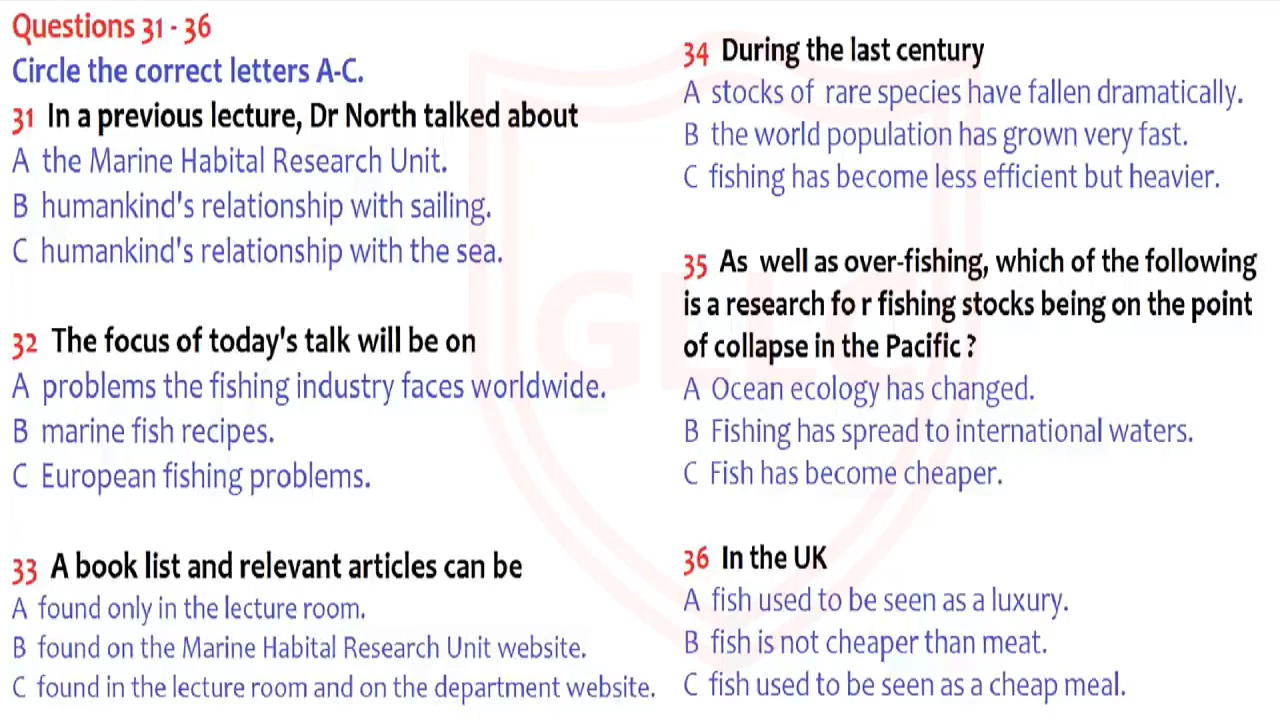 Questions 31 - 36
Circle the correct letters A-C.
31 In a previous lecture, Dr North talked about
A the Marine Habital Research Unit.
B humankind's relationship with sailing.
C humankind's relationship with the sea.
32 The focus of today's talk will be on
A problems the fishing industry faces worldwide.
B marine fish recipes.
C European fishing problems.
33 A book list and relevant articles can be
A found only in the lecture room.
B found on the Marine Habital Research Unit website.
C found in the lecture room and on the department website.
34 During the last century
A stocks of rare species have fallen dramatically.
B the world population has grown very fast.
C fishing has become less efficient but heavier.
35 As well as over-fishing, which of the following
is a research fo r fishing stocks being on the point
of collapse in the Pacific ?
A Ocean ecology has changed.
B Fishing has spread to international waters.
C Fish has become cheaper.
36 In the UK
A fish used to be seen as a luxury.
B fish is not cheaper than meat.
C fish used to be seen as a cheap meal.